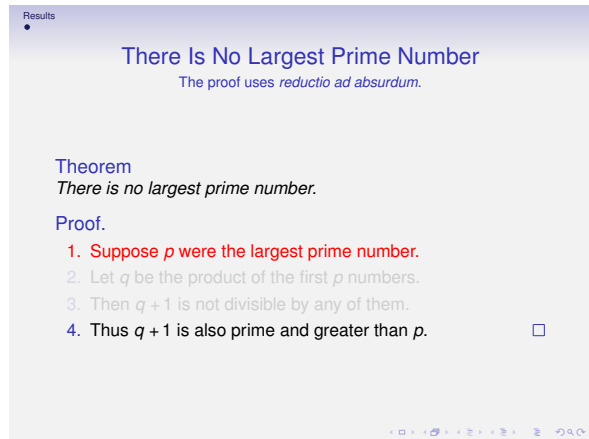 Results
There Is No Largest Prime Number
The proof uses reductio ad absurdum.
Theorem
There is no largest prime number.
Proof.
1. Suppose p were the largest prime number.
2. Let q be the product of the first p numbers.
3. Then q + 1 is not divisible by any of them.
4. Thus q + 1 is also prime and greater than p.